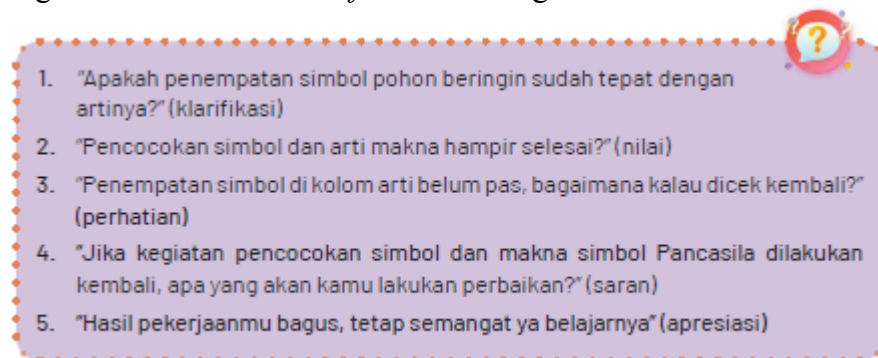 ?
1. "Apakah penempatan simbol pohon beringin sudah tepat dengan
artinya?" (klarifikasi)
2. "Pencocokan simbol dan arti makna hampir selesai?" (nilai)
3. "Penempatan simbol di kolom arti belum pas, bagaimana kalau dicek kembali?"
(perhatian)
4. "Jika kegiatan pencocokan simbol dan makna simbol Pancasila dilakukan
kembali, apa yang akan kamu lakukan perbaikan?" (saran)
5. "Hasil pekerjaanmu bagus, tetap semangat ya belajarnya" (apresiasi)